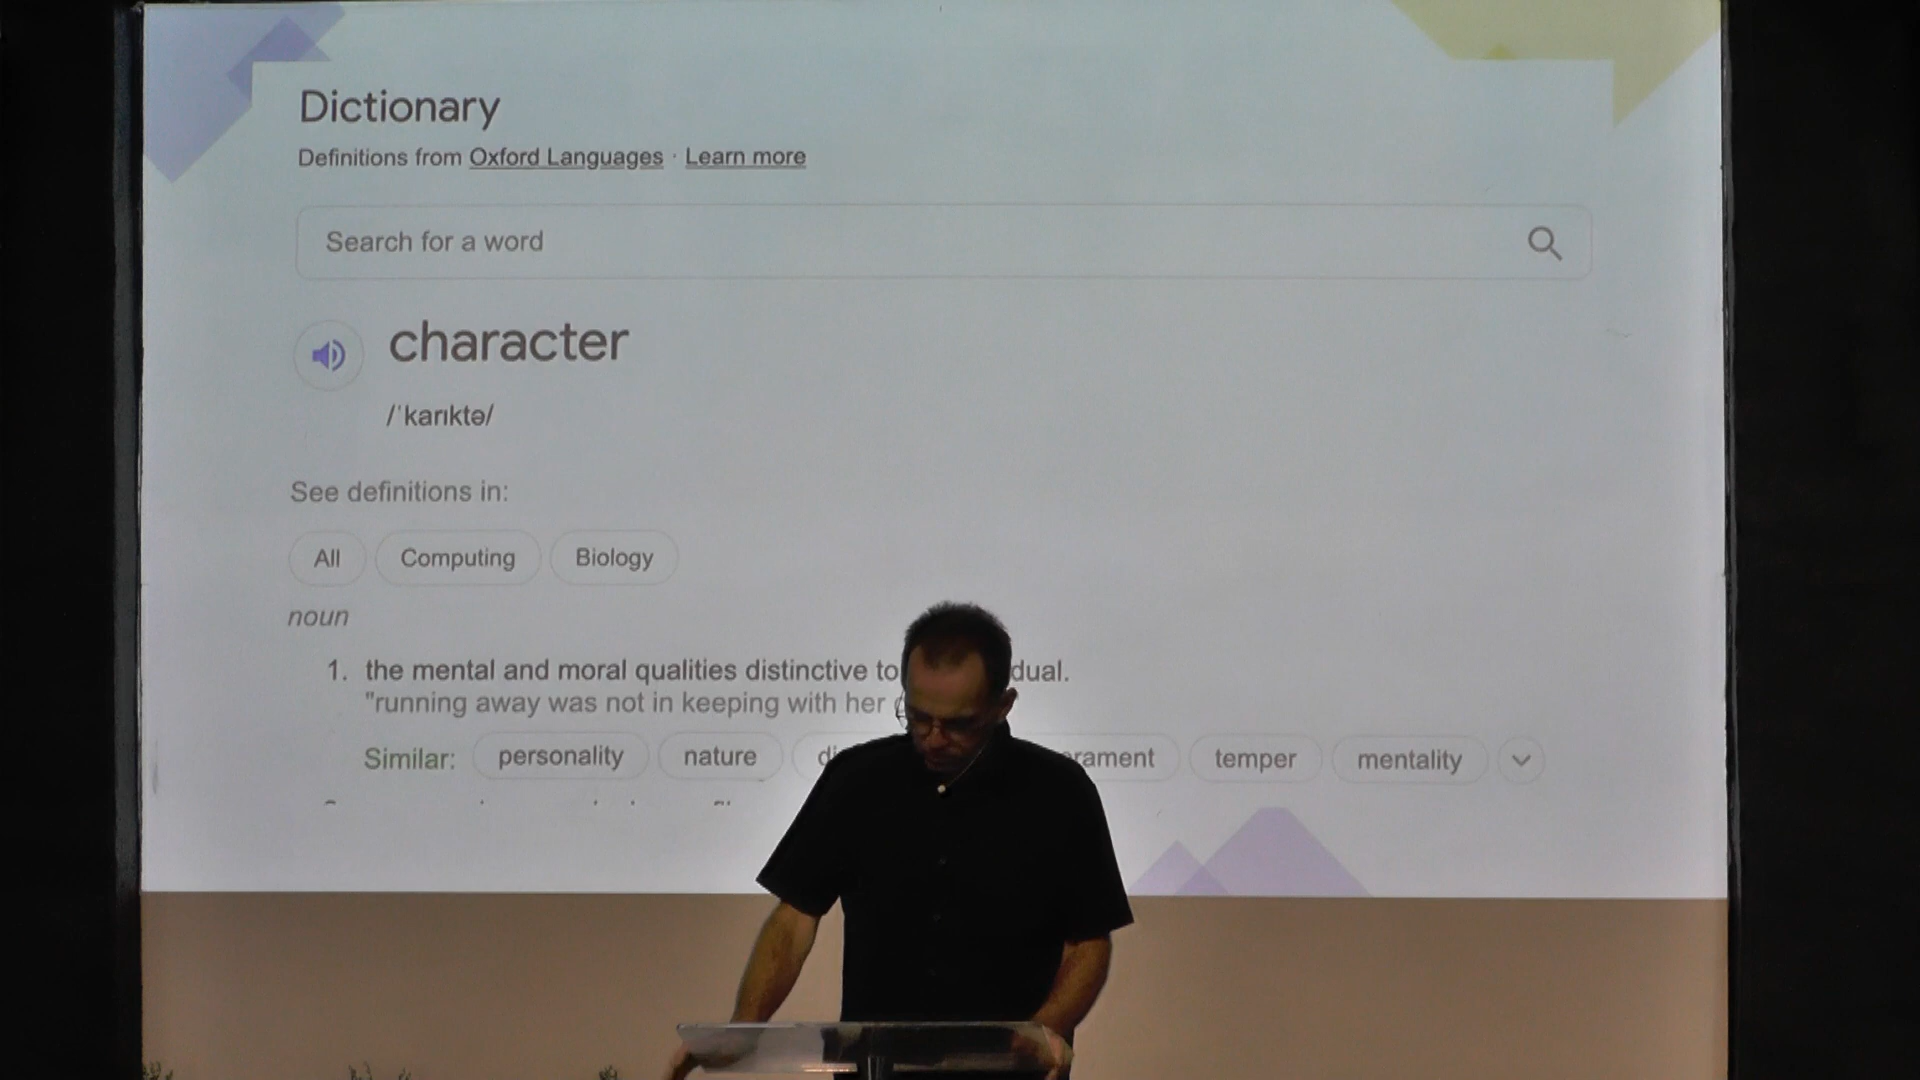 Dictionary
Definitions from Oxford Languages · Learn more
Search for a word
character
/ˈkarɪktə/
See definitions in:
All Computing Biology
noun
1. the mental and moral qualities distinctive to
"running away was not in keeping with her
Similar: personality nature temper mentality